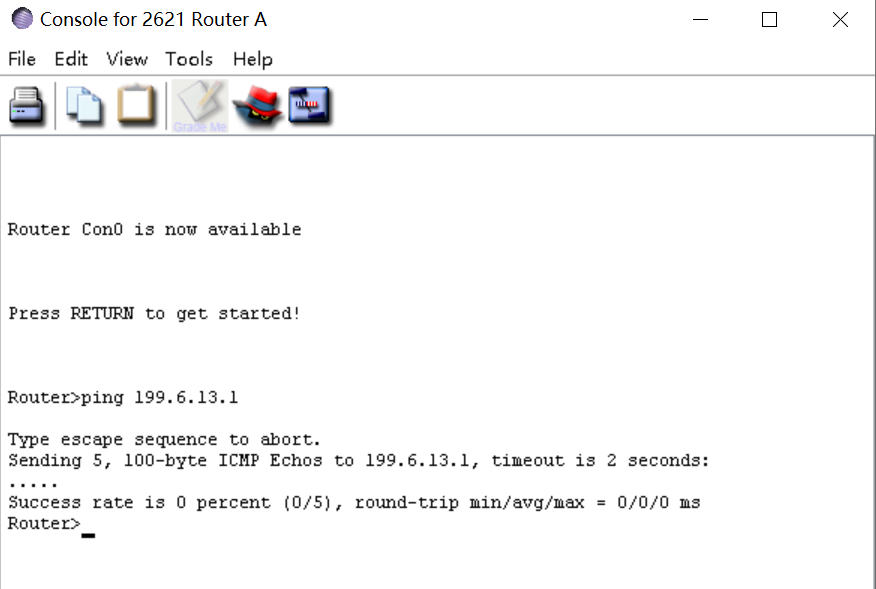 Console for 2621 Router A
File Edit View Tools Help
Grade Me
Router Con0 is now available
Press RETURN to get started!
Router>ping 199.6.13.1
Type escape sequence to abort.
Sending 5, 100-byte ICMP Echos to 199.6.13.1, timeout is 2 seconds:
.....
Success rate is 0 percent (0/5), round-trip min/avg/max = 0/0/0 ms
Router>